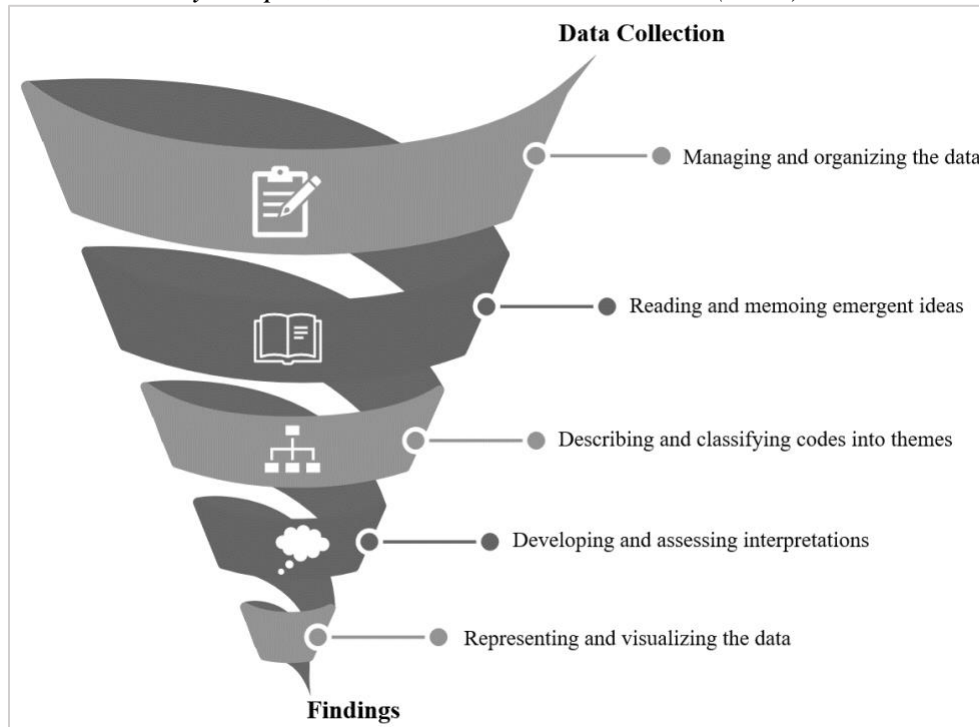 Data Collection
Managing and organizing the data
Reading and memoing emergent ideas
Describing and classifying codes into themes
Developing and assessing interpretations
Representing and visualizing the data
Findings